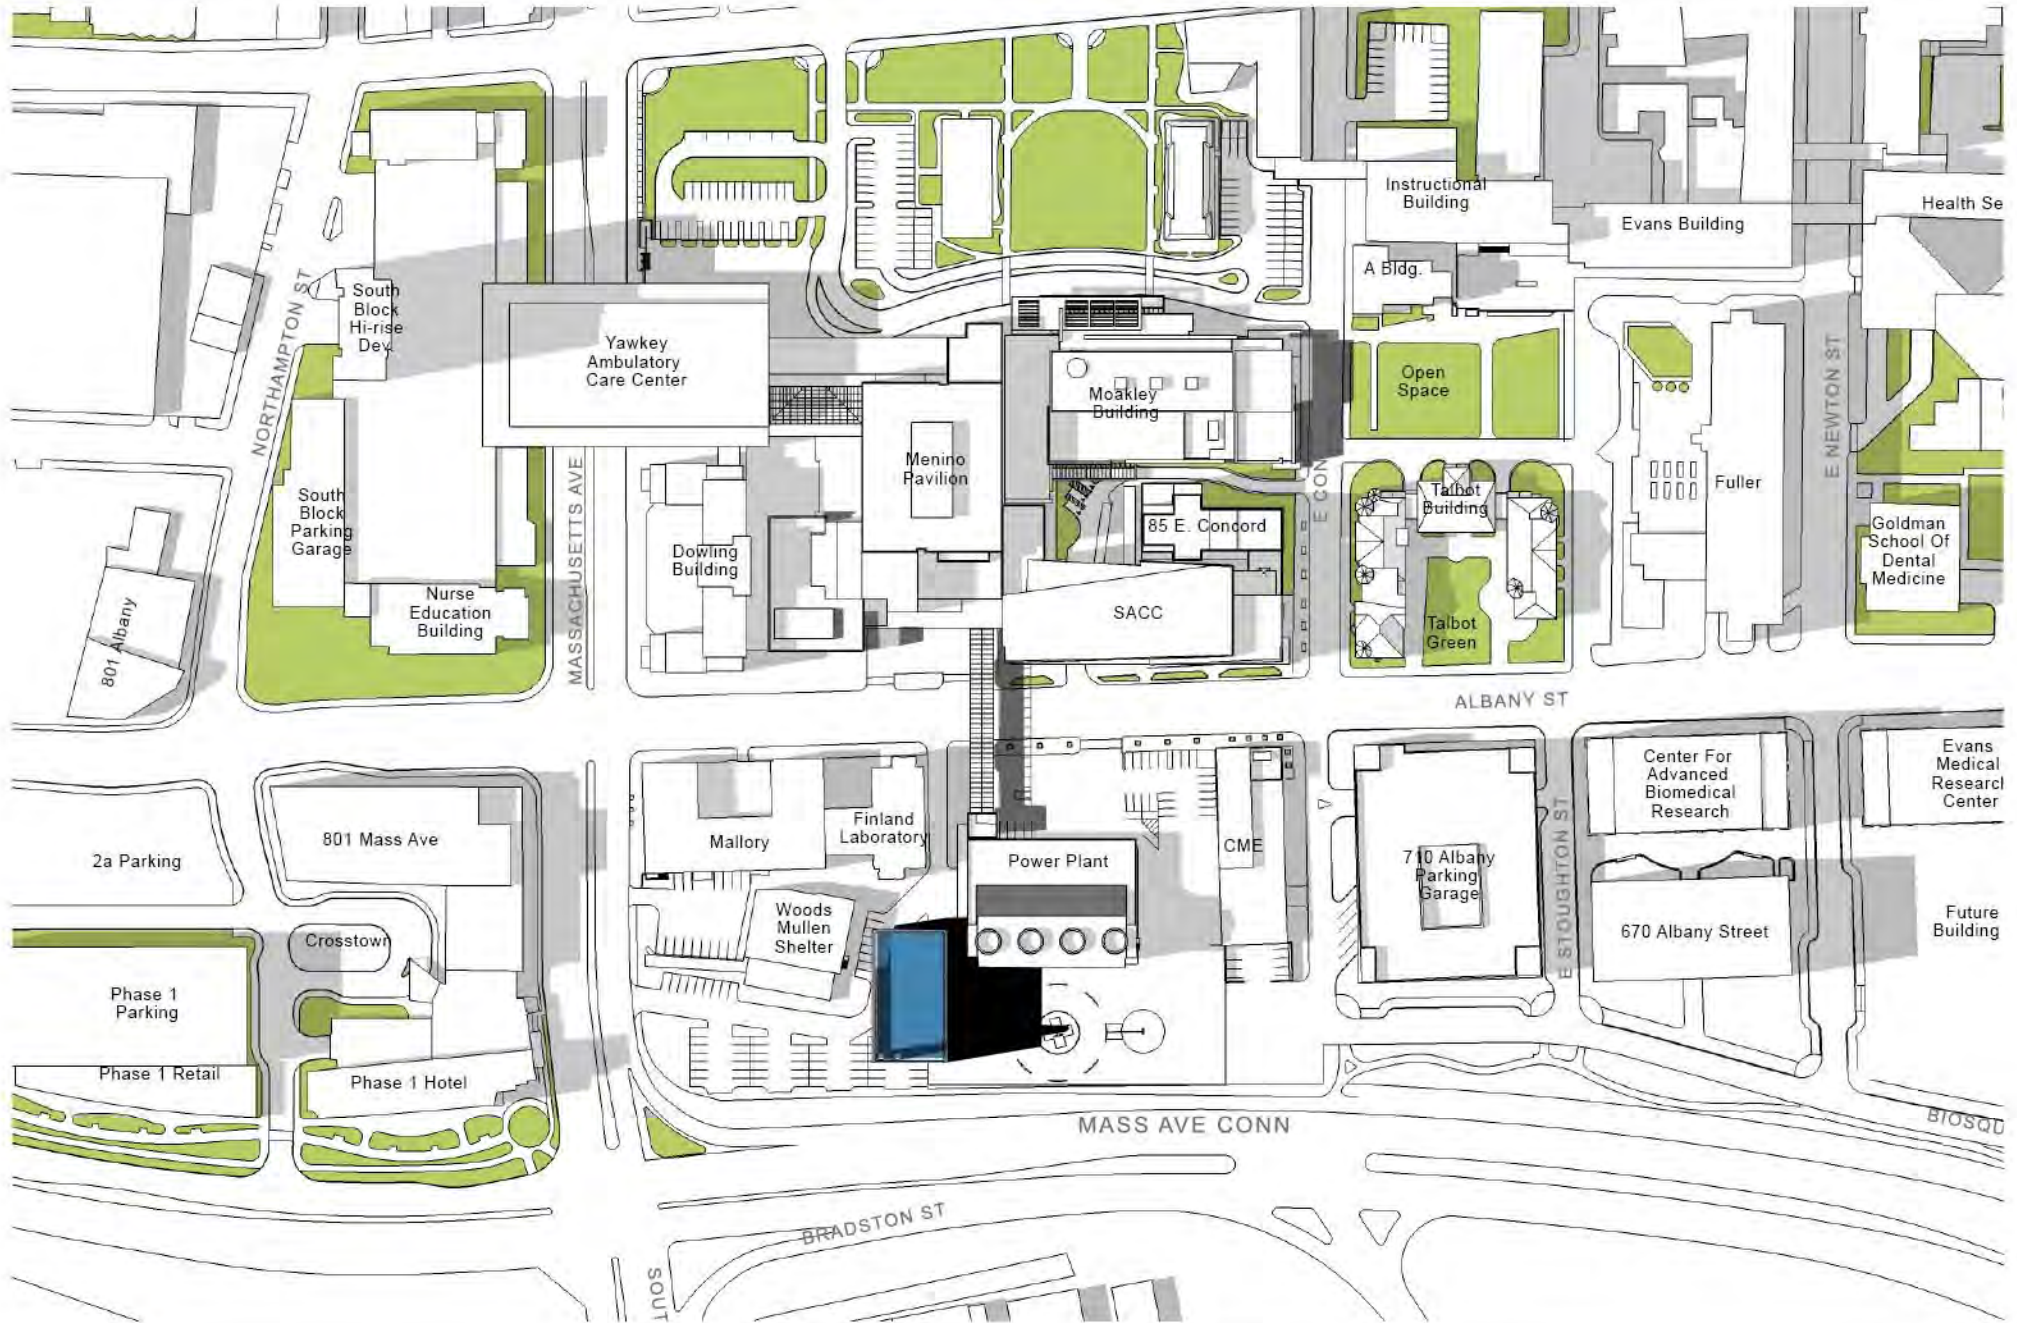 Instructional
Building
Health Se
Evans Building
A Bldg.
NORTHAMPTON ST
South
Block
Hi-rise
Dev.
Yawkey
Ambulatory
Care Center
Moakley
Building
Open
Space
E NEWTON ST
Menino
Pavilion
South
Block
Parking
Garage
MASSACHUSETTS AVE
Dowling
Building
85 E. Concord
E CON
Talbot
Building
Fuller
Goldman
School Of
Dental
Medicine
Nurse
Education
Building
SACC
Talbot
Green
801 Albany
ALBANY ST
Center For
Advanced
Biomedical
Research
Evans
Medical
Research
Center
2a Parking
801 Mass Ave
Mallory
Finland
Laboratory
Power Plant
CME
710 Albany
Parking
Garage
E STOUGHTON ST
Crosstown
Woods
Mullen
Shelter
670 Albany Street
Future
Building
Phase 1
Parking
Phase 1 Retail
Phase 1 Hotel
MASS AVE CONN
BIOSQU
BRADSTON ST
SOUT